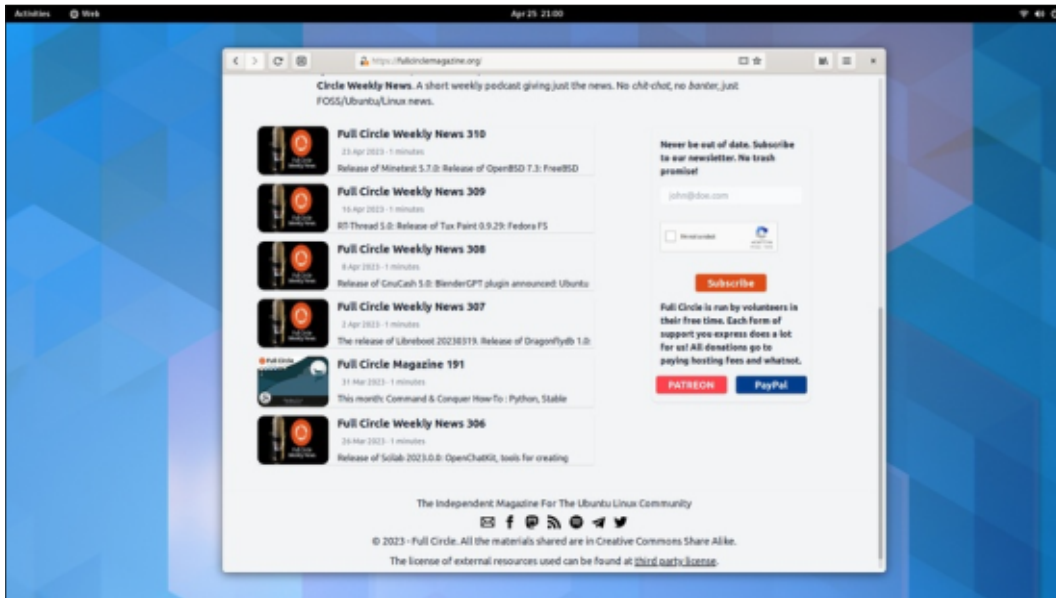 Activities Web Apr 25 21:00
https://fullcirclemagazine.org/
Circle Weekly News. A short weekly podcast giving just the news. No chit-chat, no banter, just
FOSS/Ubuntu/Linux news.
Full Circle Weekly News 310
23 Apr 2023 · 1 minutes
Release of Minetest 5.7.0: Release of OpenBSD 7.3: FreeBSD
Full Circle Weekly News 309
16 Apr 2023 · 1 minutes
RT-Thread 5.0: Release of Tux Paint 0.9.29: Fedora FS
Full Circle Weekly News 308
8 Apr 2023 · 1 minutes
Release of GnuCash 5.0: BlenderGPT plugin announced: Ubuntu
Full Circle Weekly News 307
2 Apr 2023 · 1 minutes
The release of Libreboot 20230319. Release of Dragonflydb 1.0:
Full Circle Magazine 191
31 Mar 2023 · 1 minutes
This month: Command & Conquer How-To : Python, Stable
Full Circle Weekly News 306
26 Mar 2023 · 1 minutes
Release of Scilab 2023.0.0: OpenChatKit, tools for creating
Never be out of date. Subscribe
to our newsletter. No trash
promise!
john@doe.com
I'm not a robot
Subscribe
Full Circle is run by volunteers in
their free time. Each form of
support you express does a lot
for us! All donations go to
paying hosting fees and whatnot.
PATREON PayPal
The Independent Magazine For The Ubuntu Linux Community
© 2023 - Full Circle. All the materials shared are in Creative Commons Share Alike.
The license of external resources used can be found at third party license.